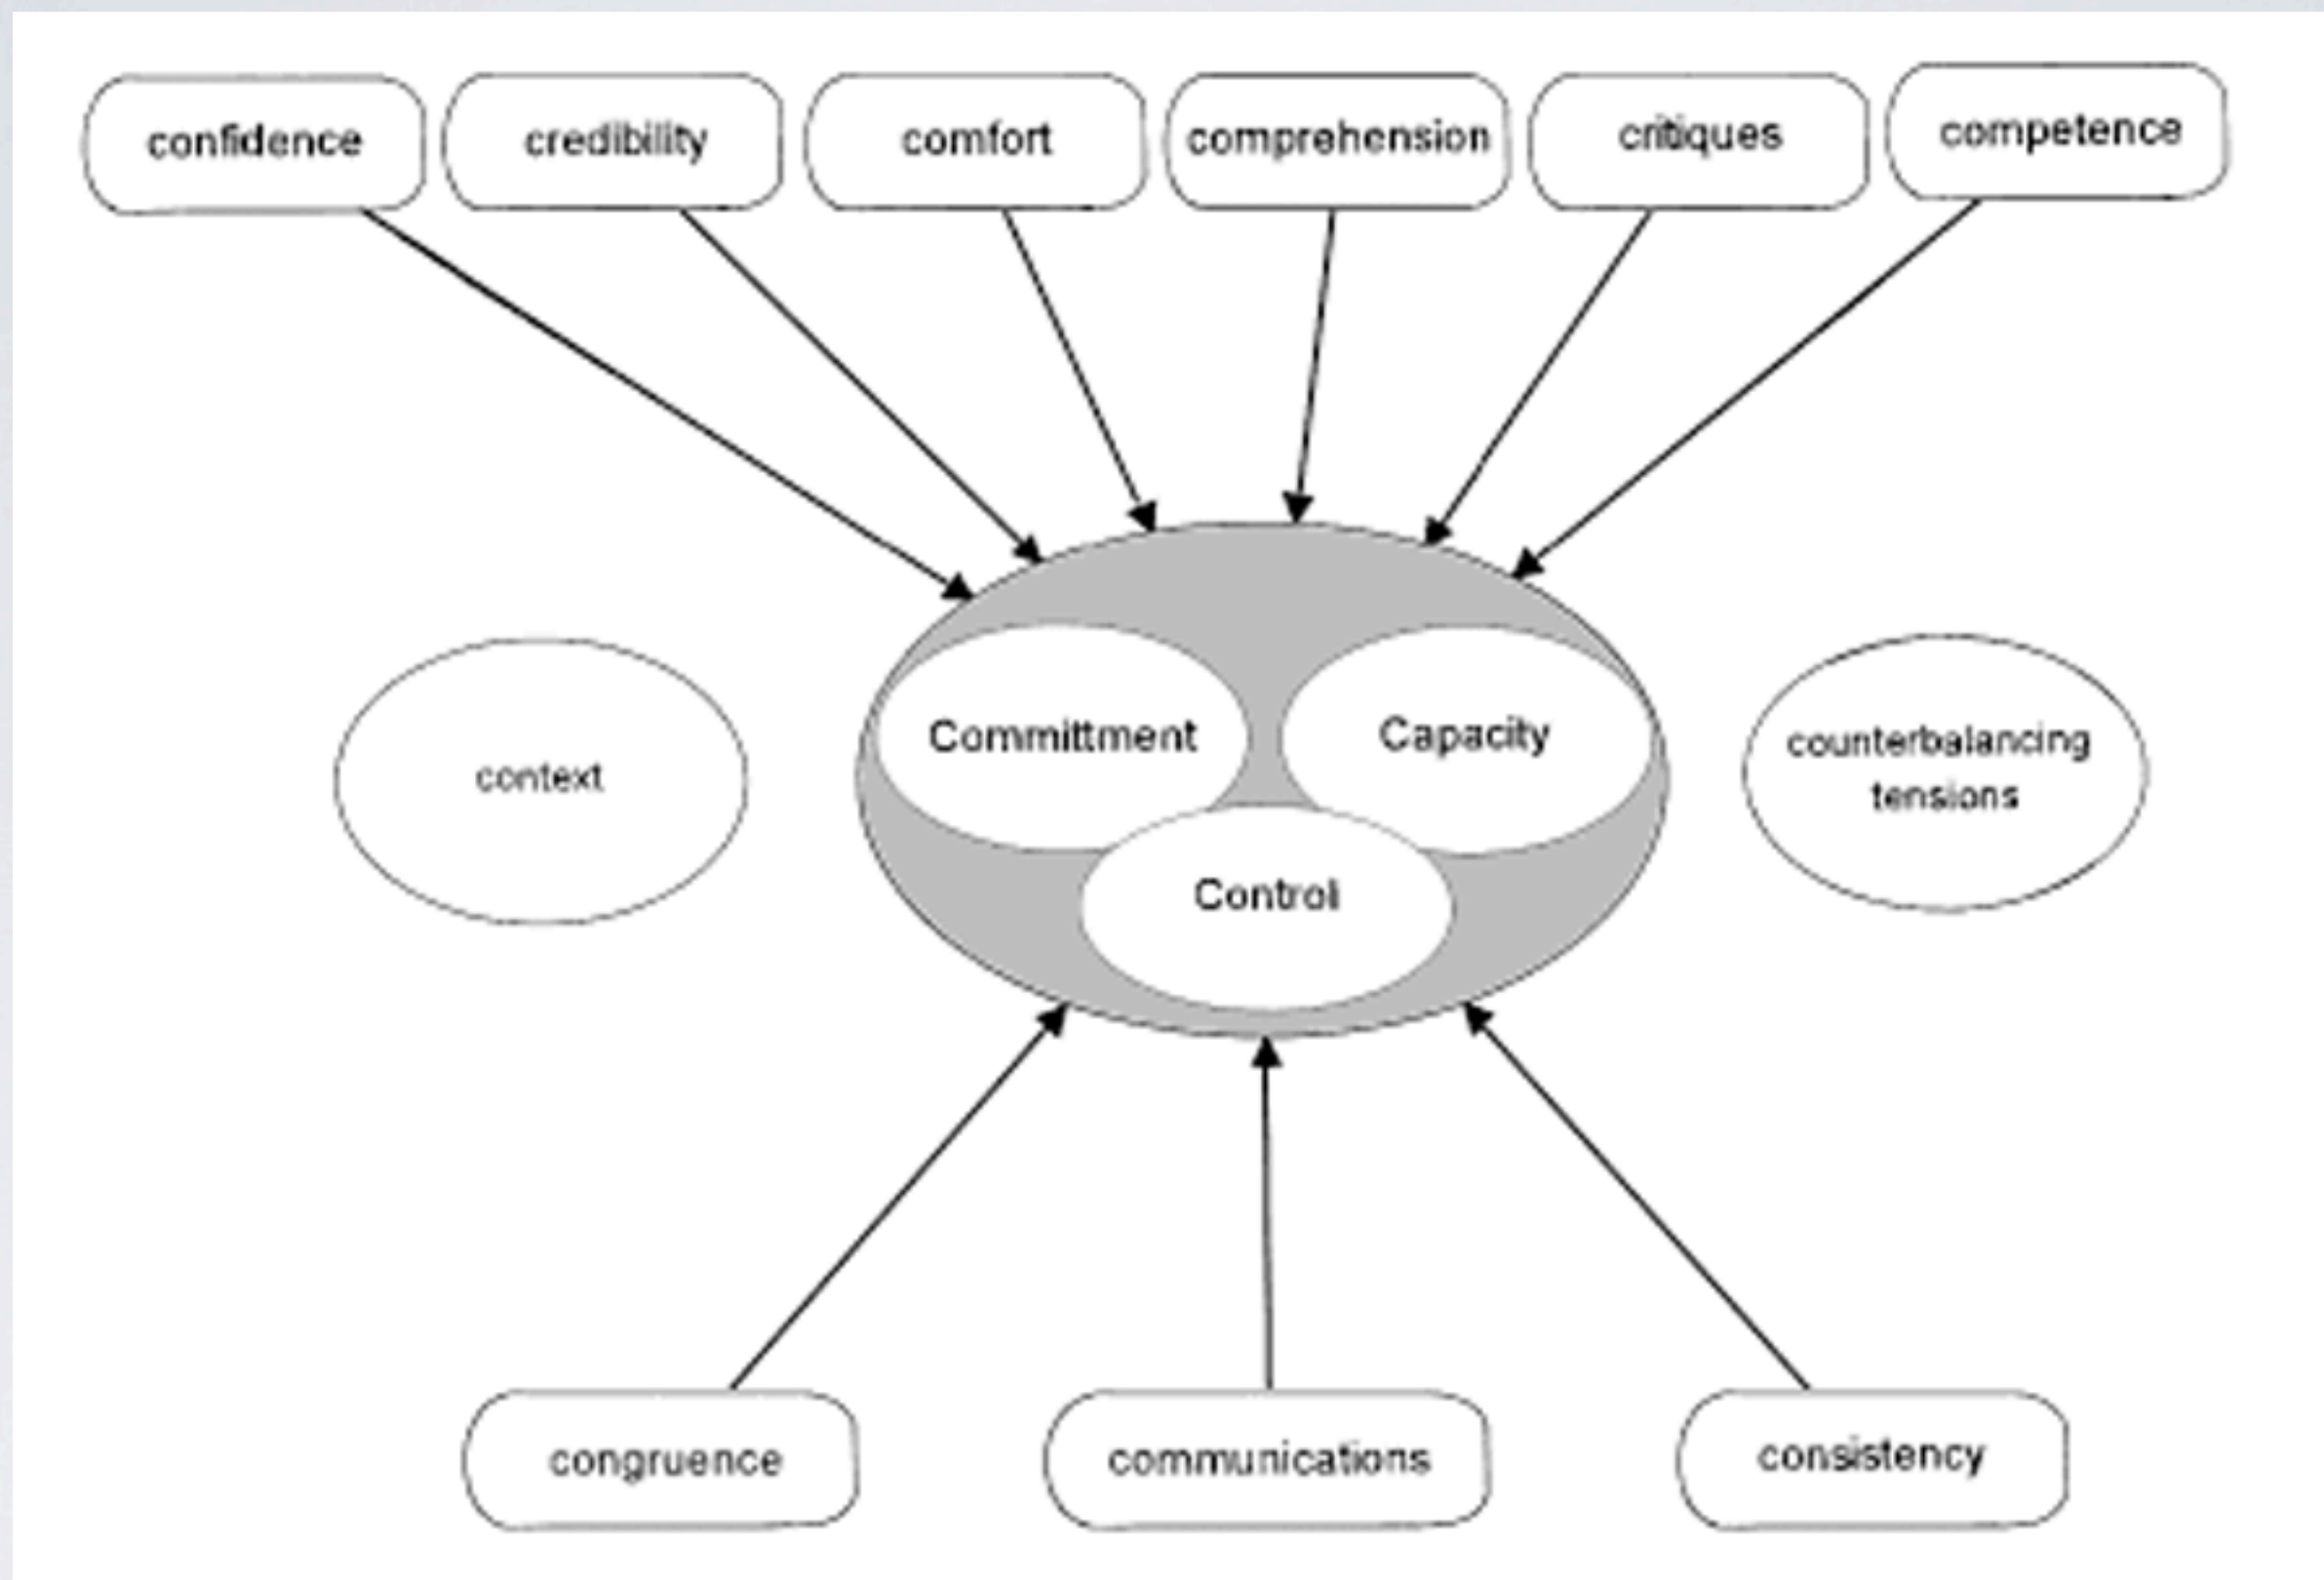 confidence
credibility
comfort
comprehension
critiques
competence
context
Committment
Capacity
Control
counterbalancing
tensions
congruence
communications
consistency